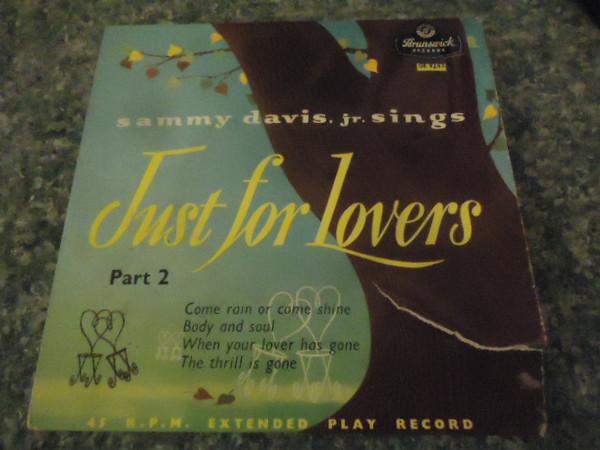 Brunswick
RECORDS
sammy davis, jr. sings
Just for Lovers
Part 2
Come rain or come shine
Body and soul
When your lover has gone
The thrill is gone
45 R.P.M. EXTENDED PLAY RECORD